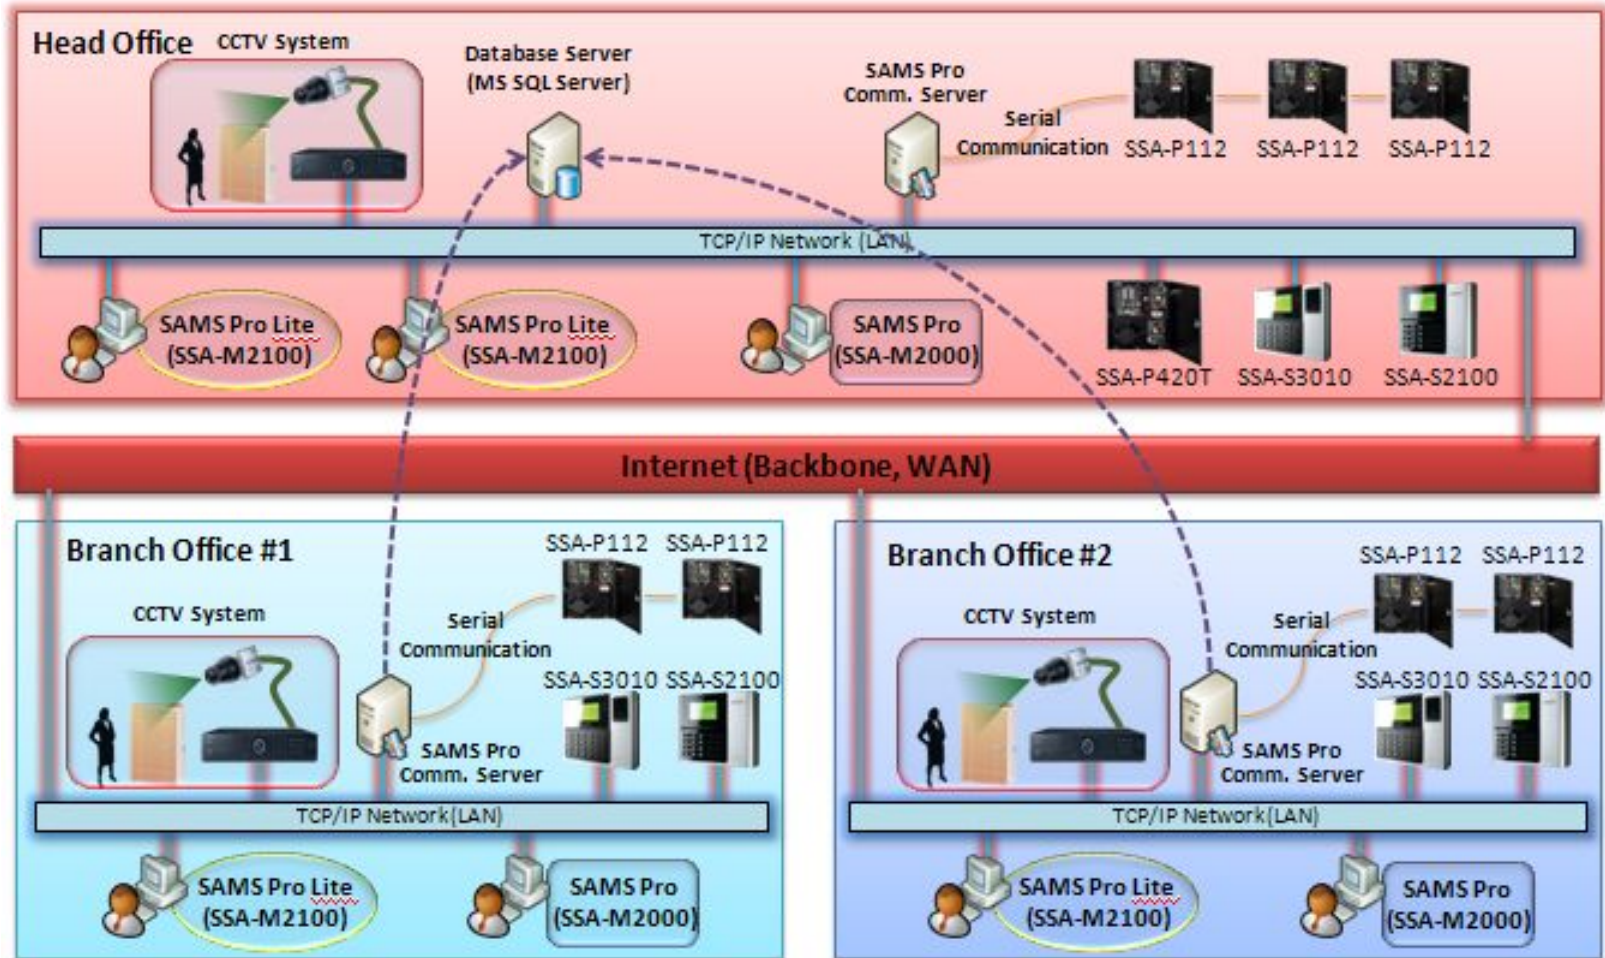 Head Office
CCTV System
Database Server
(MS SQL Server)
SAMS Pro
Comm. Server
Serial
Communication
SSA-P112
SSA-P112
SSA-P112
TCP/IP Network (LAN)
SAMS Pro Lite
(SSA-M2100)
SAMS Pro Lite
(SSA-M2100)
SAMS Pro
(SSA-M2000)
SSA-P420T
SSA-S3010
SSA-S2100
Internet (Backbone, WAN)
Branch Office #1
SSA-P112
SSA-P112
CCTV System
Serial
Communication
SSA-S3010
SSA-S2100
SAMS Pro
Comm. Server
TCP/IP Network(LAN)
SAMS Pro Lite
(SSA-M2100)
SAMS Pro
(SSA-M2000)
Branch Office #2
SSA-P112
SSA-P112
CCTV System
Serial
Communication
SSA-S3010
SSA-S2100
SAMS Pro
Comm. Server
TCP/IP Network(LAN)
SAMS Pro Lite
(SSA-M2100)
SAMS Pro
(SSA-M2000)